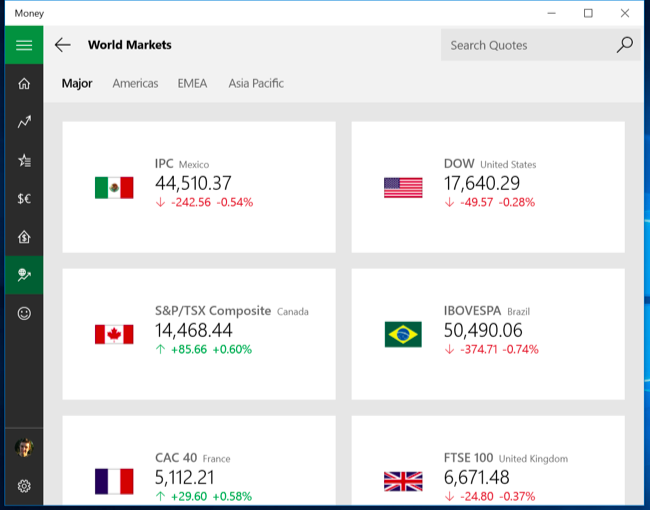 Money
World Markets
Search Quotes
Major Americas EMEA Asia Pacific
IPC Mexico
44,510.37
↓ -242.56 -0.54%
DOW United States
17,640.29
↓ -49.57 -0.28%
S&P/TSX Composite Canada
14,468.44
↑ +85.66 +0.60%
IBOVESPA Brazil
50,490.06
↓ -374.71 -0.74%
CAC 40 France
5,112.21
↑ +29.60 +0.58%
FTSE 100 United Kingdom
6,671.48
↓ -24.80 -0.37%
$€